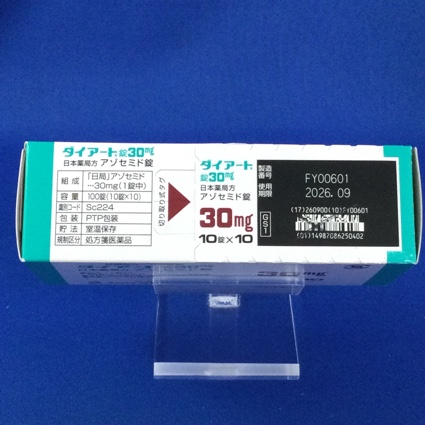 ダイアート錠30mg
日本薬局方 アゾセミド錠
組成 「日局」アゾセミド …30mg(1錠中)
容量 100錠(10錠×10)
識別コード Sc224
包装 PTP包装
貯法 室温保存
規制区分 処方箋医薬品
切り取り式タグ
ダイアート
錠30mg
日本薬局方
アゾセミド錠
30mg
10錠×10
製造番号 FY00601
使用期限 2026.09
(17)260900(10)FY00601
GS1
(01)14987086250402